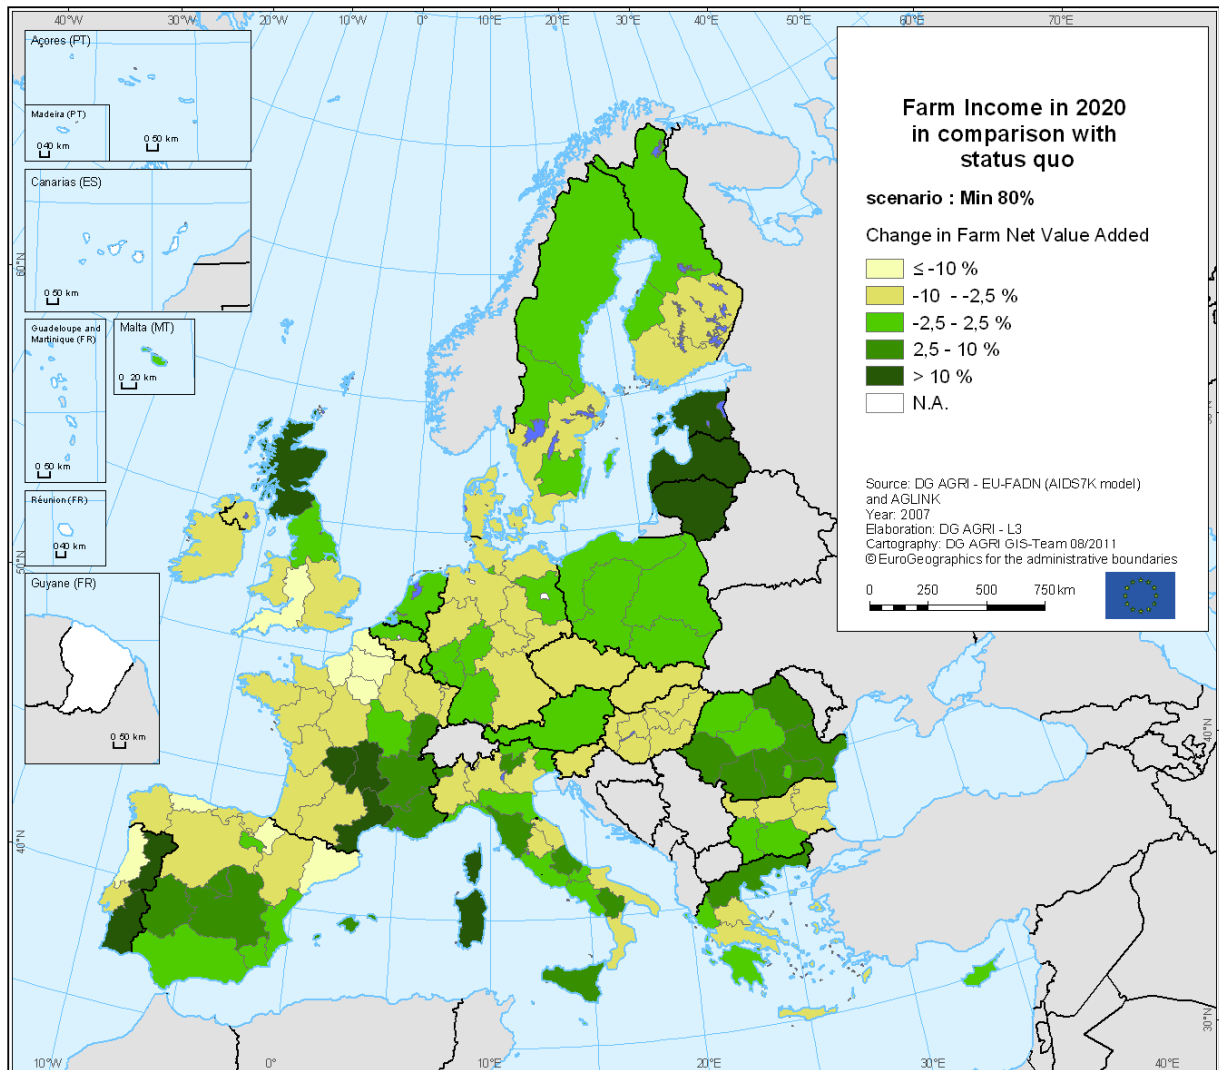 40°W
30°W
20°W
10°W
0°
10°E
20°E
30°E
40°E
50°E
60°E
70°E
Açores (PT)
Madeira (PT)
0 40 km
0 50 km
Canarias (ES)
0 50 km
Guadeloupe and
Martinique (FR)
0 50 km
Malta (MT)
0 20 km
Réunion (FR)
0 40 km
Guyane (FR)
0 50 km
Farm Income in 2020
in comparison with
status quo
scenario : Min 80%
Change in Farm Net Value Added
≤ -10 %
-10 - -2,5 %
-2,5 - 2,5 %
2,5 - 10 %
> 10 %
N.A.
Source: DG AGRI - EU-FADN (AIDS7K model)
and AGLINK
Year: 2007
Elaboration: DG AGRI - L3
Cartography: DG AGRI GIS-Team 08/2011
© EuroGeographics for the administrative boundaries
0 250 500 750 km
60°N
50°N
40°N
40°N
30°N
10°W
0°
10°E
20°E
30°E
40°E